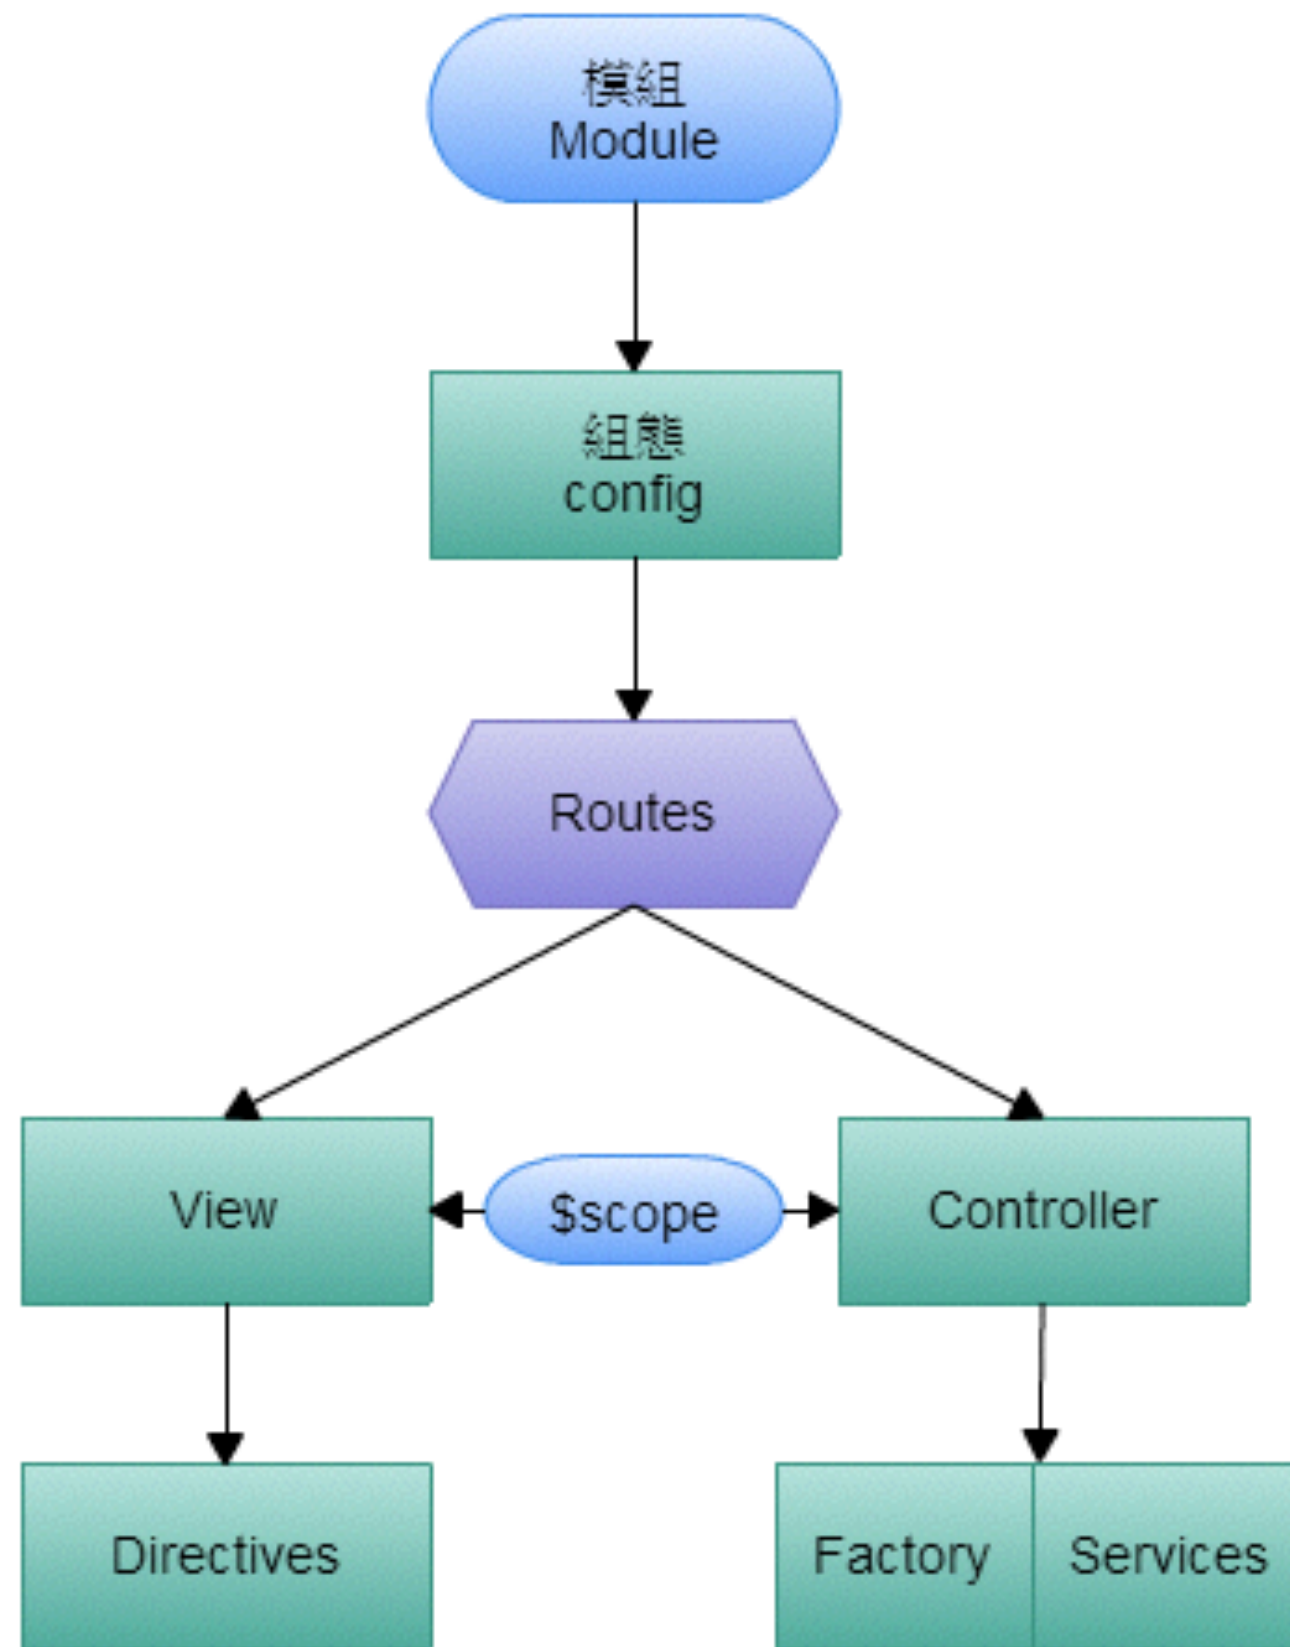 模組
Module
組態
config
Routes
View
$scope
Controller
Directives
Factory
Services